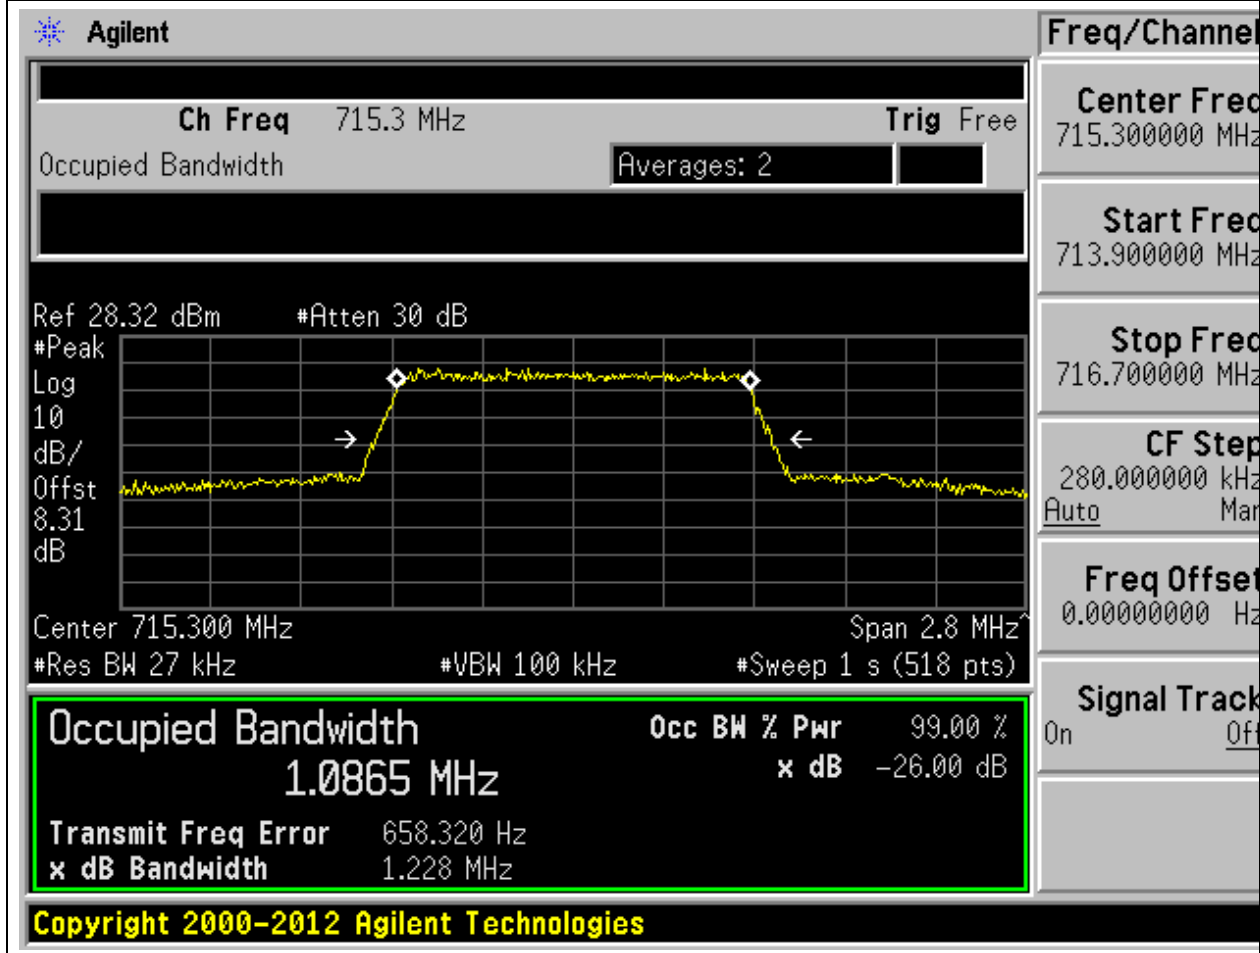 Agilent
Freq/Channel
Ch Freq 715.3 MHz Trig Free
Occupied Bandwidth Averages: 2
Center Freq
715.300000 MHz
Start Freq
713.900000 MHz
Stop Freq
716.700000 MHz
CF Step
280.000000 kHz
Auto Man
Freq Offset
0.00000000 Hz
Signal Track
On Off
Ref 28.32 dBm #Atten 30 dB
#Peak
Log
10
dB/
Offst
8.31
dB
Center 715.300 MHz Span 2.8 MHz^
#Res BW 27 kHz #VBW 100 kHz #Sweep 1 s (518 pts)
Occupied Bandwidth Occ BW % Pwr 99.00 %
1.0865 MHz x dB -26.00 dB
Transmit Freq Error 658.320 Hz
x dB Bandwidth 1.228 MHz
Copyright 2000-2012 Agilent Technologies